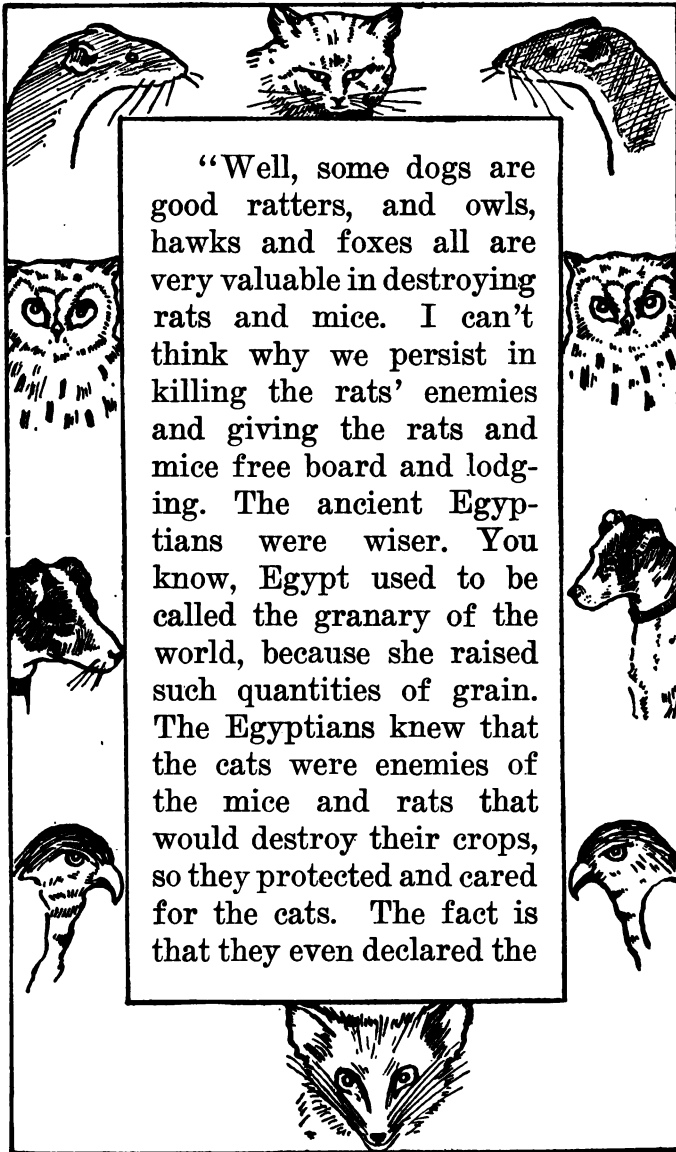 “Well, some dogs are
good ratters, and owls,
hawks and foxes all are
very valuable in destroying
rats and mice. I can’t
think why we persist in
killing the rats’ enemies
and giving the rats and
mice free board and lodg-
ing. The ancient Egyp-
tians were wiser. You
know, Egypt used to be
called the granary of the
world, because she raised
such quantities of grain.
The Egyptians knew that
the cats were enemies of
the mice and rats that
would destroy their crops,
so they protected and cared
for the cats. The fact is
that they even declared the